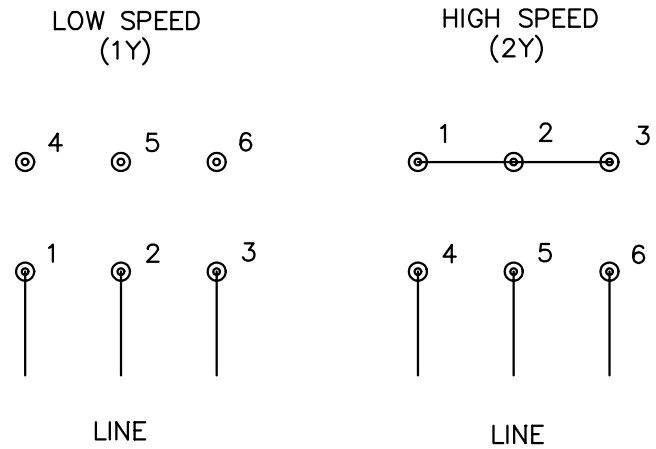 LOW SPEED
(1Y)
4 5 6
1 2 3
LINE
HIGH SPEED
(2Y)
1 2 3
4 5 6
LINE